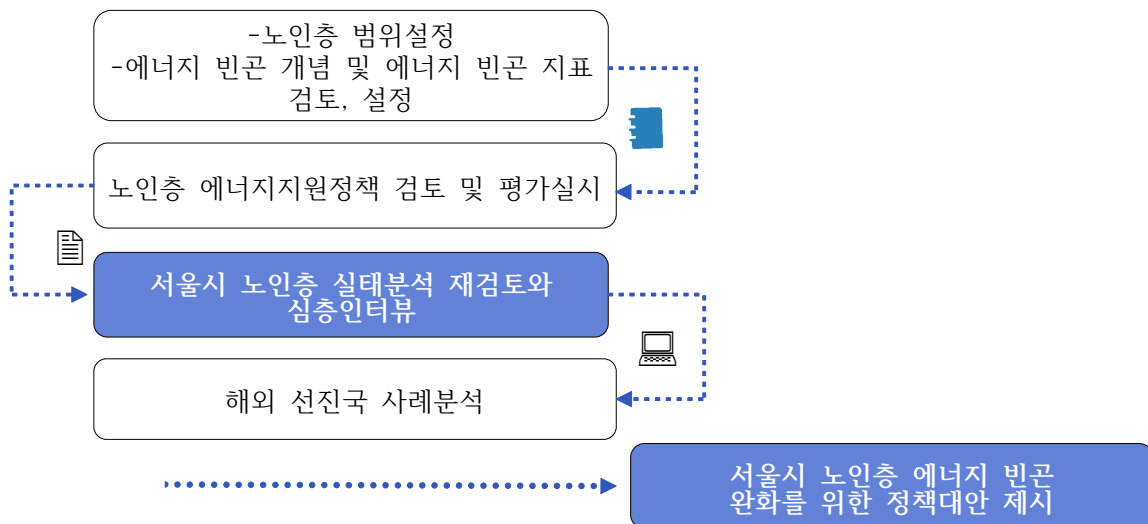 -노인층 범위설정
-에너지 빈곤 개념 및 에너지 빈곤 지표
검토, 설정
노인층 에너지지원정책 검토 및 평가실시
서울시 노인층 실태분석 재검토와
심층인터뷰
해외 선진국 사례분석
서울시 노인층 에너지 빈곤
완화를 위한 정책대안 제시